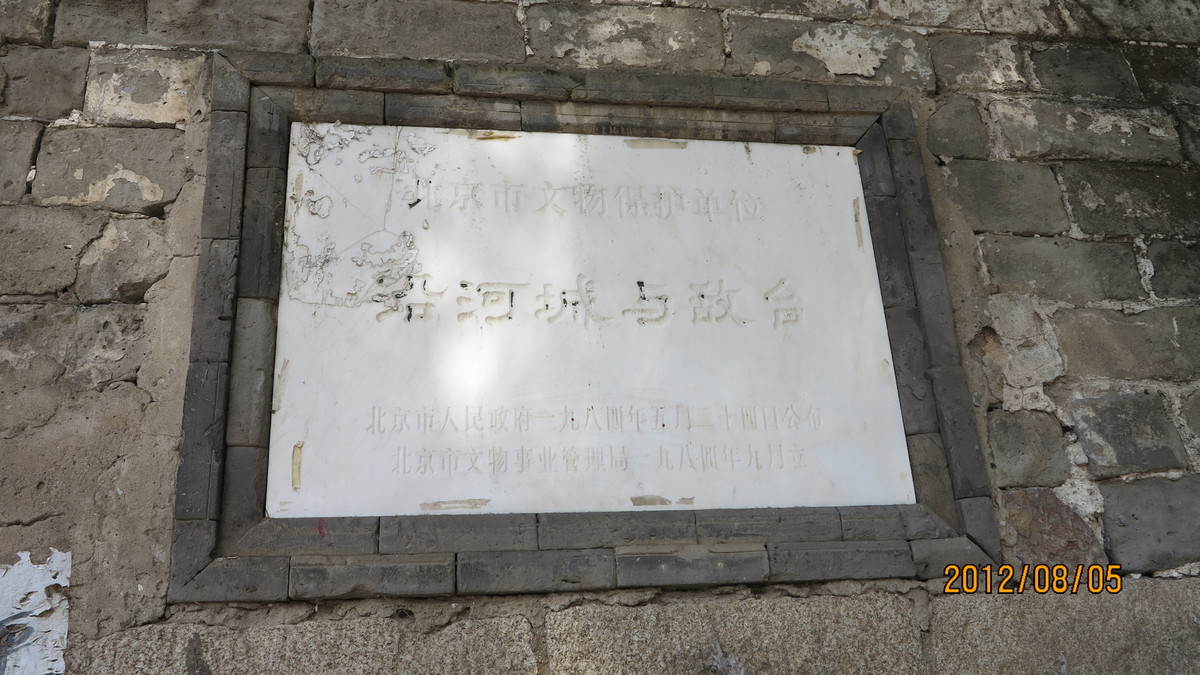 北京市文物保护单位
沿河城与敌台
北京市人民政府一九八四年五月二十四日公布
北京市文物事业管理局一九八四年九月立
2012/08/05